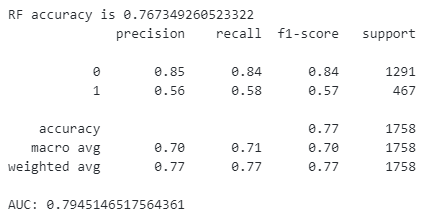 RF accuracy is 0.767349260523322
precision recall f1-score support
0 0.85 0.84 0.84 1291
1 0.56 0.58 0.57 467
accuracy 0.77 1758
macro avg 0.70 0.71 0.70 1758
weighted avg 0.77 0.77 0.77 1758
AUC: 0.7945146517564361